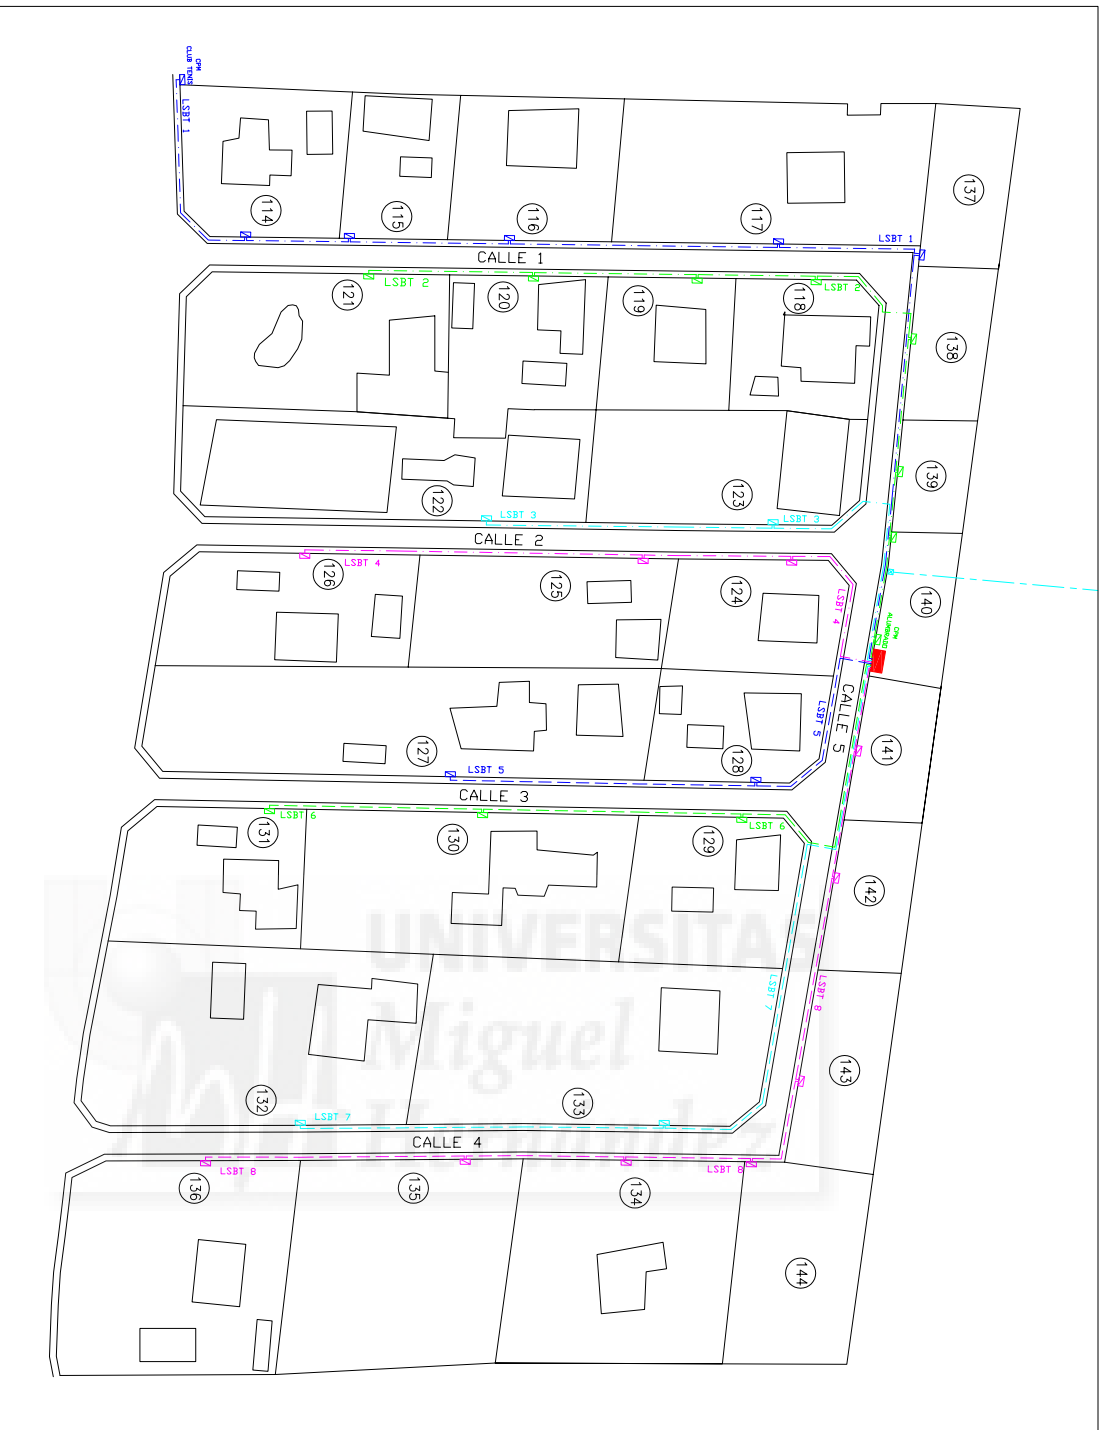 CPM
CLUB TENIS
LSBT 1
114
115
116
117
137
LSBT 1
CALLE 1
121
LSBT 2
120
119
118
LSBT 2
138
139
122
LSBT 3
123
LSBT 3
CALLE 2
126
LSBT 4
125
124
LSBT 4
140
CPM
ALUMBRADO
CALLE 5
141
127
LSBT 5
128
LSBT 5
CALLE 3
131
LSBT 6
130
129
LSBT 6
142
UNIVERSITAS
Miguel
Hernández
LSBT 7
LSBT 8
143
132
LSBT 7
133
CALLE 4
136
LSBT 8
135
134
LSBT 8
144